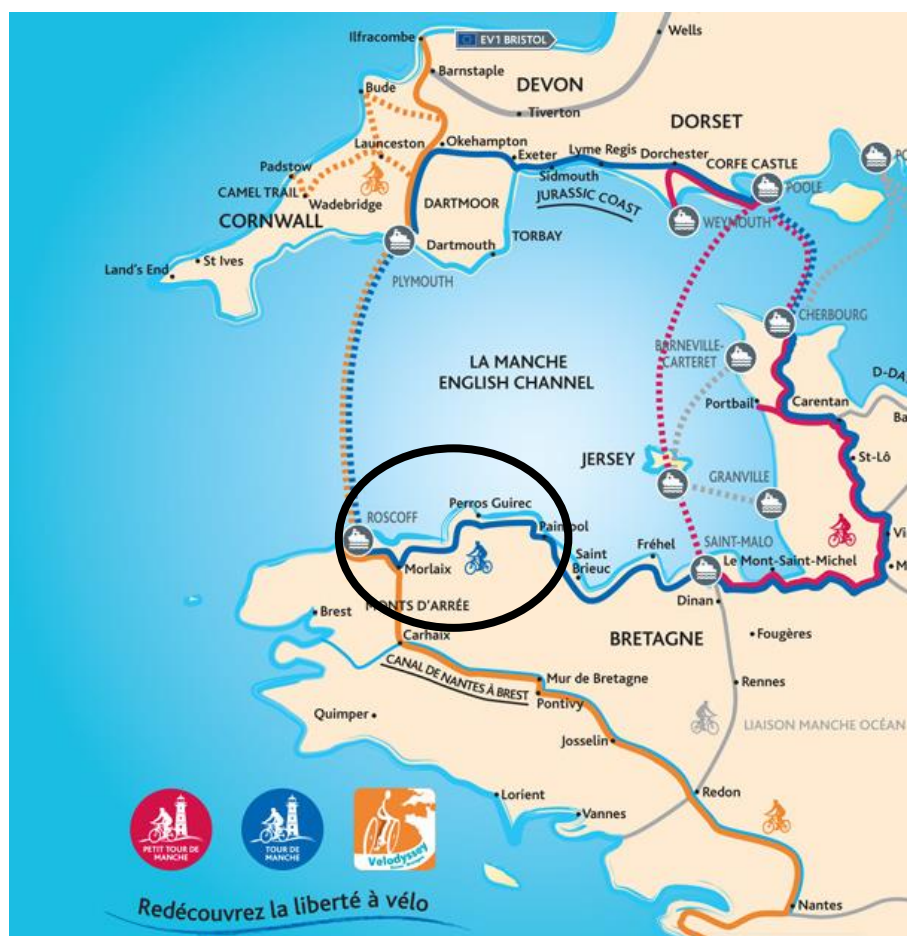 Ilfracombe
EV1 BRISTOL
Wells
Barnstaple
DEVON
Bude
Tiverton
DORSET
Okehampton
Launceston
Exeter
Lyme Regis
Dorchester
CORFE CASTLE
Padstow
Sidmouth
POOLE
CAMEL TRAIL
Wadebridge
DARTMOOR
JURASSIC COAST
CORNWALL
WEYMOUTH
Dartmouth
TORBAY
St Ives
Land's End
PLYMOUTH
CHERBOURG
LA MANCHE
ENGLISH CHANNEL
BARNEVILLE-
CARTERET
D-DA
Portbail
Carentan
Ba
JERSEY
St-Lô
GRANVILLE
Perros Guirec
ROSCOFF
Paimpol
Vi
Fréhel
SAINT-MALO
Saint
Brieuc
Le Mont-Saint-Michel
Morlaix
M
MONTS D'ARRÉE
Dinan
Brest
BRETAGNE
Fougères
Carhaix
CANAL DE NANTES À BREST
Mur de Bretagne
Rennes
Pontivy
Quimper
LIAISON MANCHE OCÉAN
Josselin
Lorient
Redon
Vannes
PETIT TOUR DE
MANCHE
TOUR DE
MANCHE
Velodyssey
Redécouvrez la liberté à vélo
Nantes